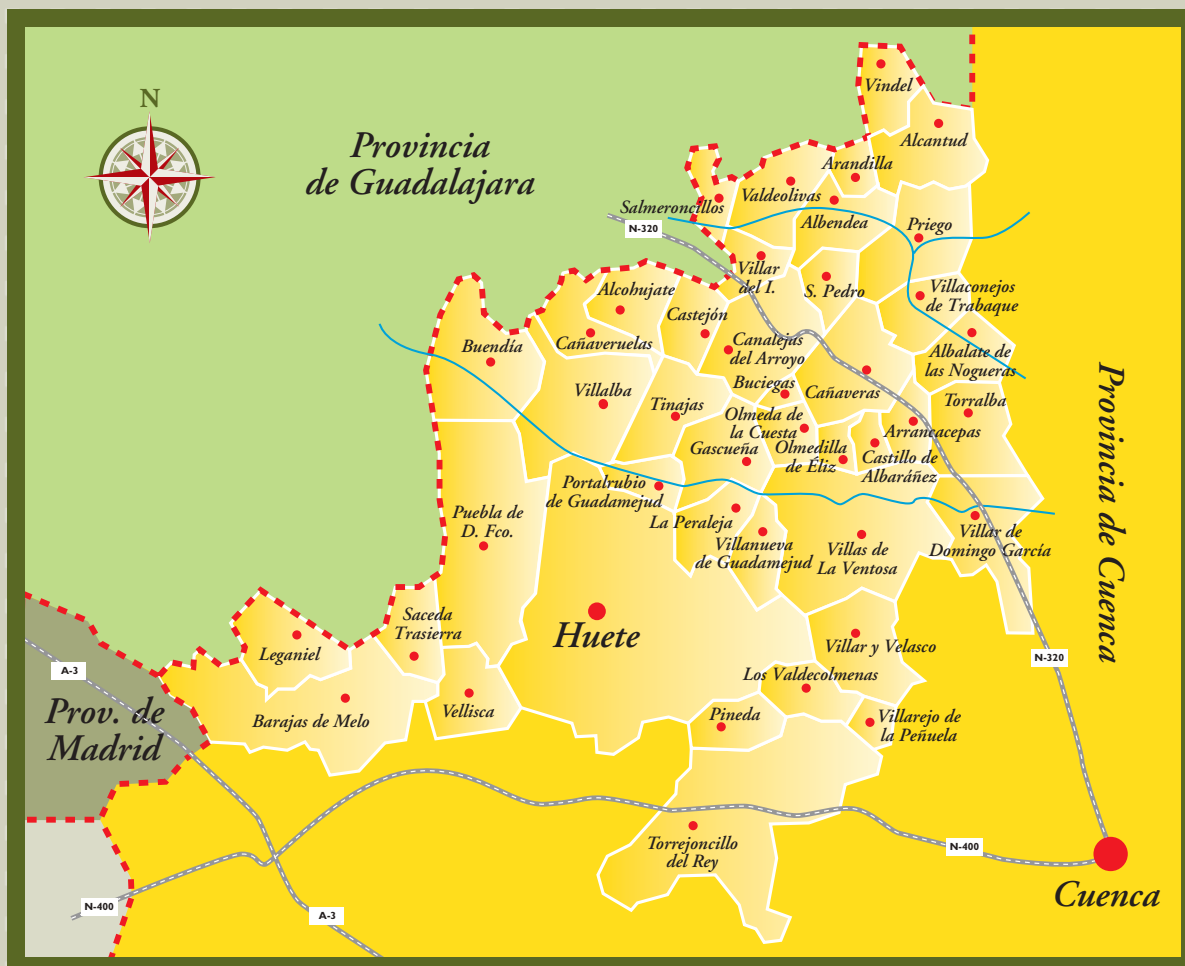 N
Provincia
de Guadalajara
Vindel
Alcantud
Arandilla
Salmeroncillos
Valdeolivas
Albendea
Priego
N-320
Villar
del I.
S. Pedro
Villaconejos
de Trabaque
Alcohujate
Castejón
Buendía
Cañaveruelas
Canalejas
del Arroyo
Albalate de
las Nogueras
Villalba
Tinajas
Buciegas
Cañaveras
Torralba
Olmeda de
la Cuesta
Arrancacepas
Gascueña
Olmedilla
de Éliz
Castillo de
Albaráñez
Portalrubio
de Guadamejud
Puebla de
D. Fco.
La Peraleja
Villanueva
de Guadamejud
Villas de
La Ventosa
Villar de
Domingo García
Provincia de Cuenca
Saceda
Trasierra
Huete
Leganiel
Villar y Velasco
N-320
A-3
Los Valdecolmenas
Prov. de
Madrid
Barajas de Melo
Vellisca
Pineda
Villarejo de
la Peñuela
Torrejoncillo
del Rey
N-400
Cuenca
N-400
A-3